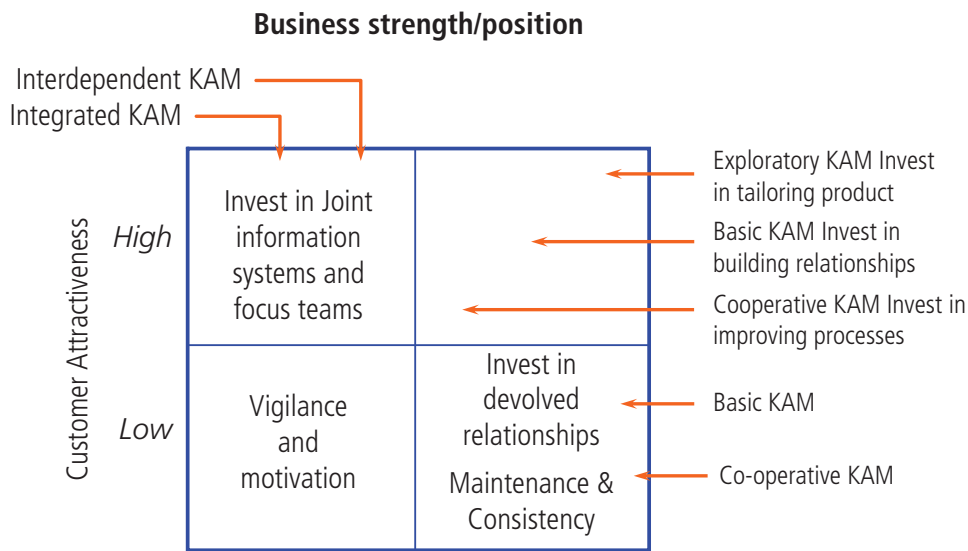 Business strength/position
Interdependent KAM
Integrated KAM
Customer Attractiveness
High
Low
Invest in Joint
information
systems and
focus teams
Exploratory KAM Invest
in tailoring product
Basic KAM Invest in
building relationships
Cooperative KAM Invest in
improving processes
Vigilance
and
motivation
Invest in
devolved
relationships
Maintenance &
Consistency
Basic KAM
Co-operative KAM